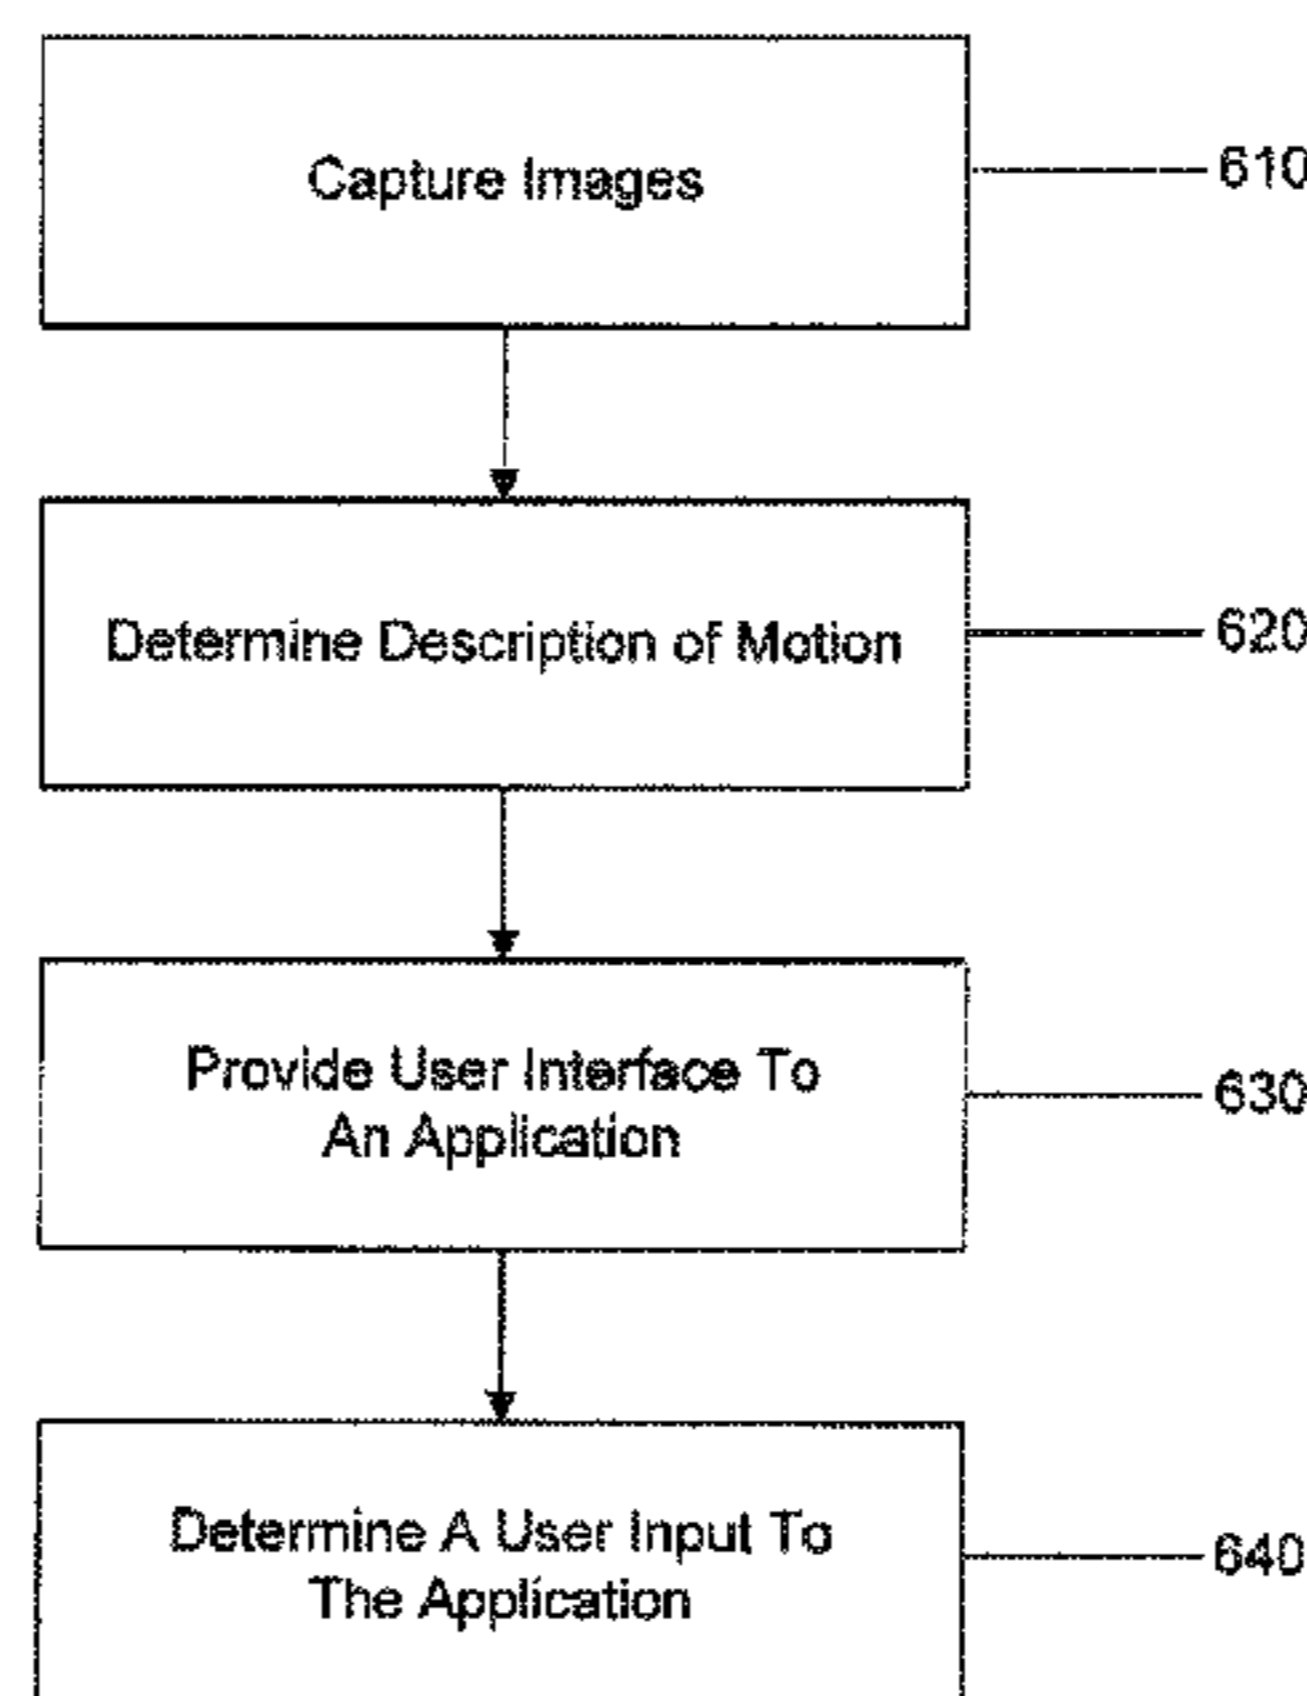 Capture Images
610
Determine Description of Motion
620
Provide User Interface To
An Application
630
Determine A User Input To
The Application
640